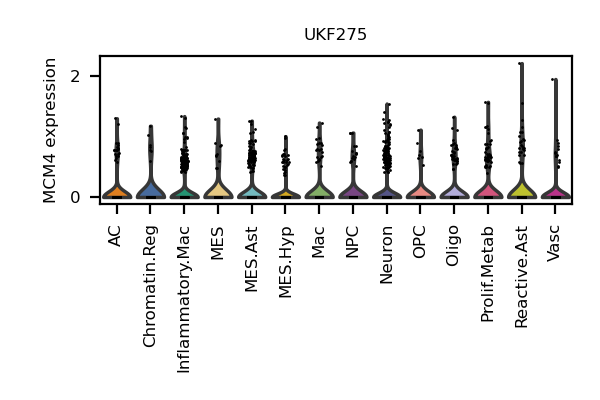 UKF275
MCM4 expression
2
0
AC
Chromatin.Reg
Inflammatory.Mac
MES
MES.Ast
MES.Hyp
Mac
NPC
Neuron
OPC
Oligo
Prolif.Metab
Reactive.Ast
Vasc